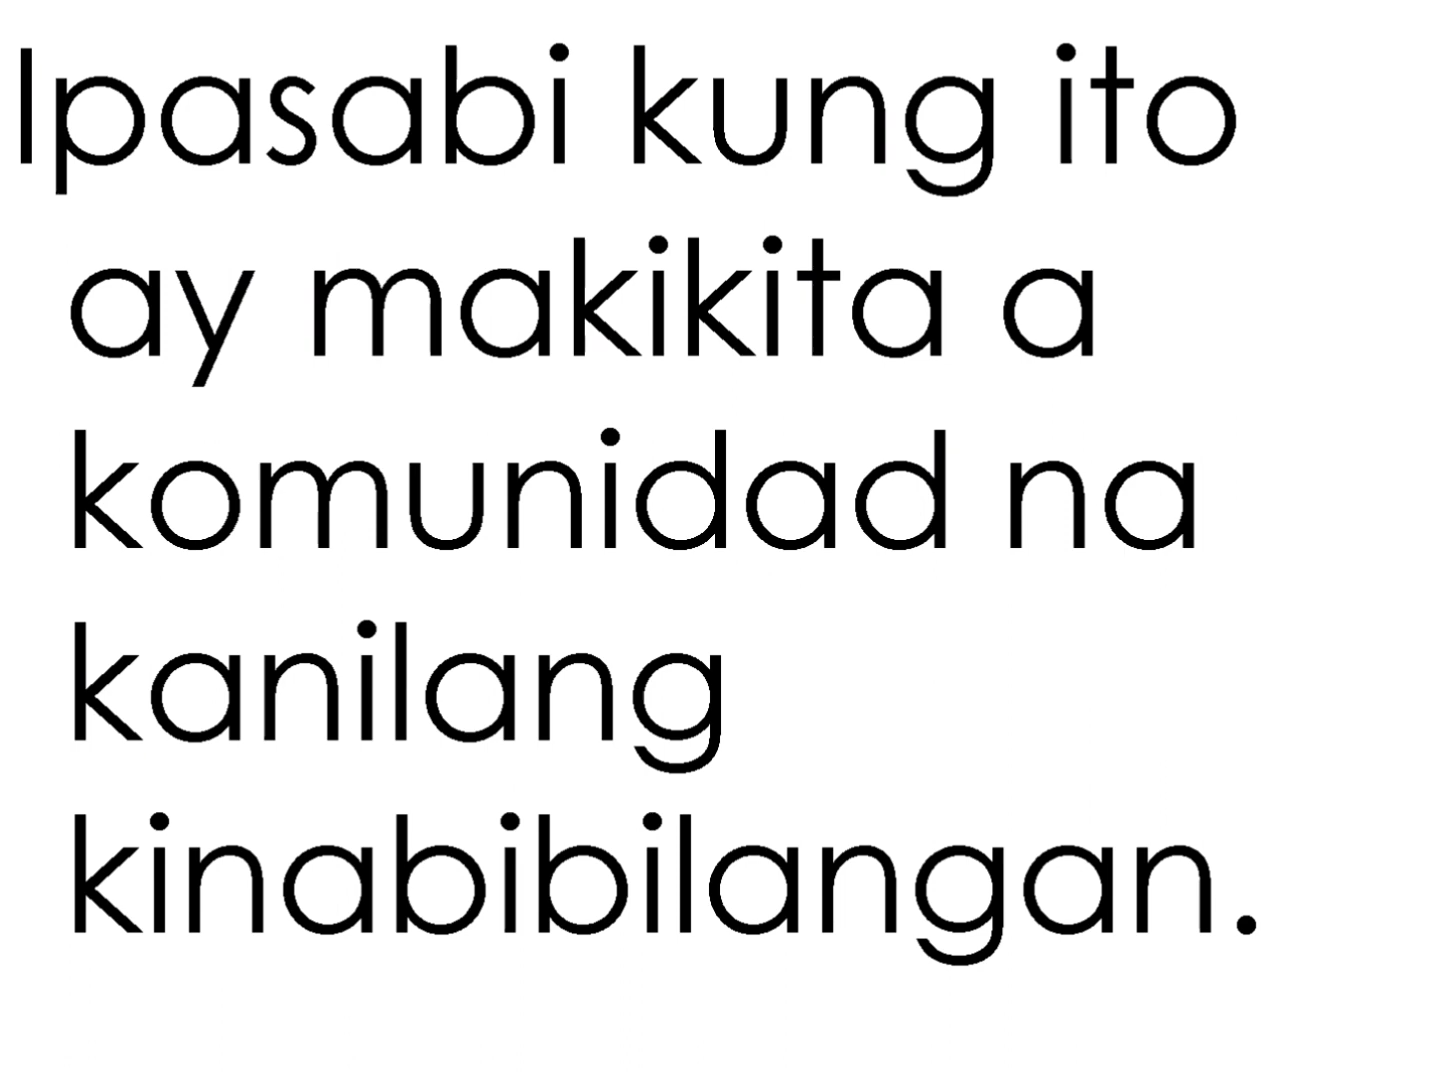 Ipasabi kung ito
ay makikita a
komunidad na
kanilang
kinabibilangan.